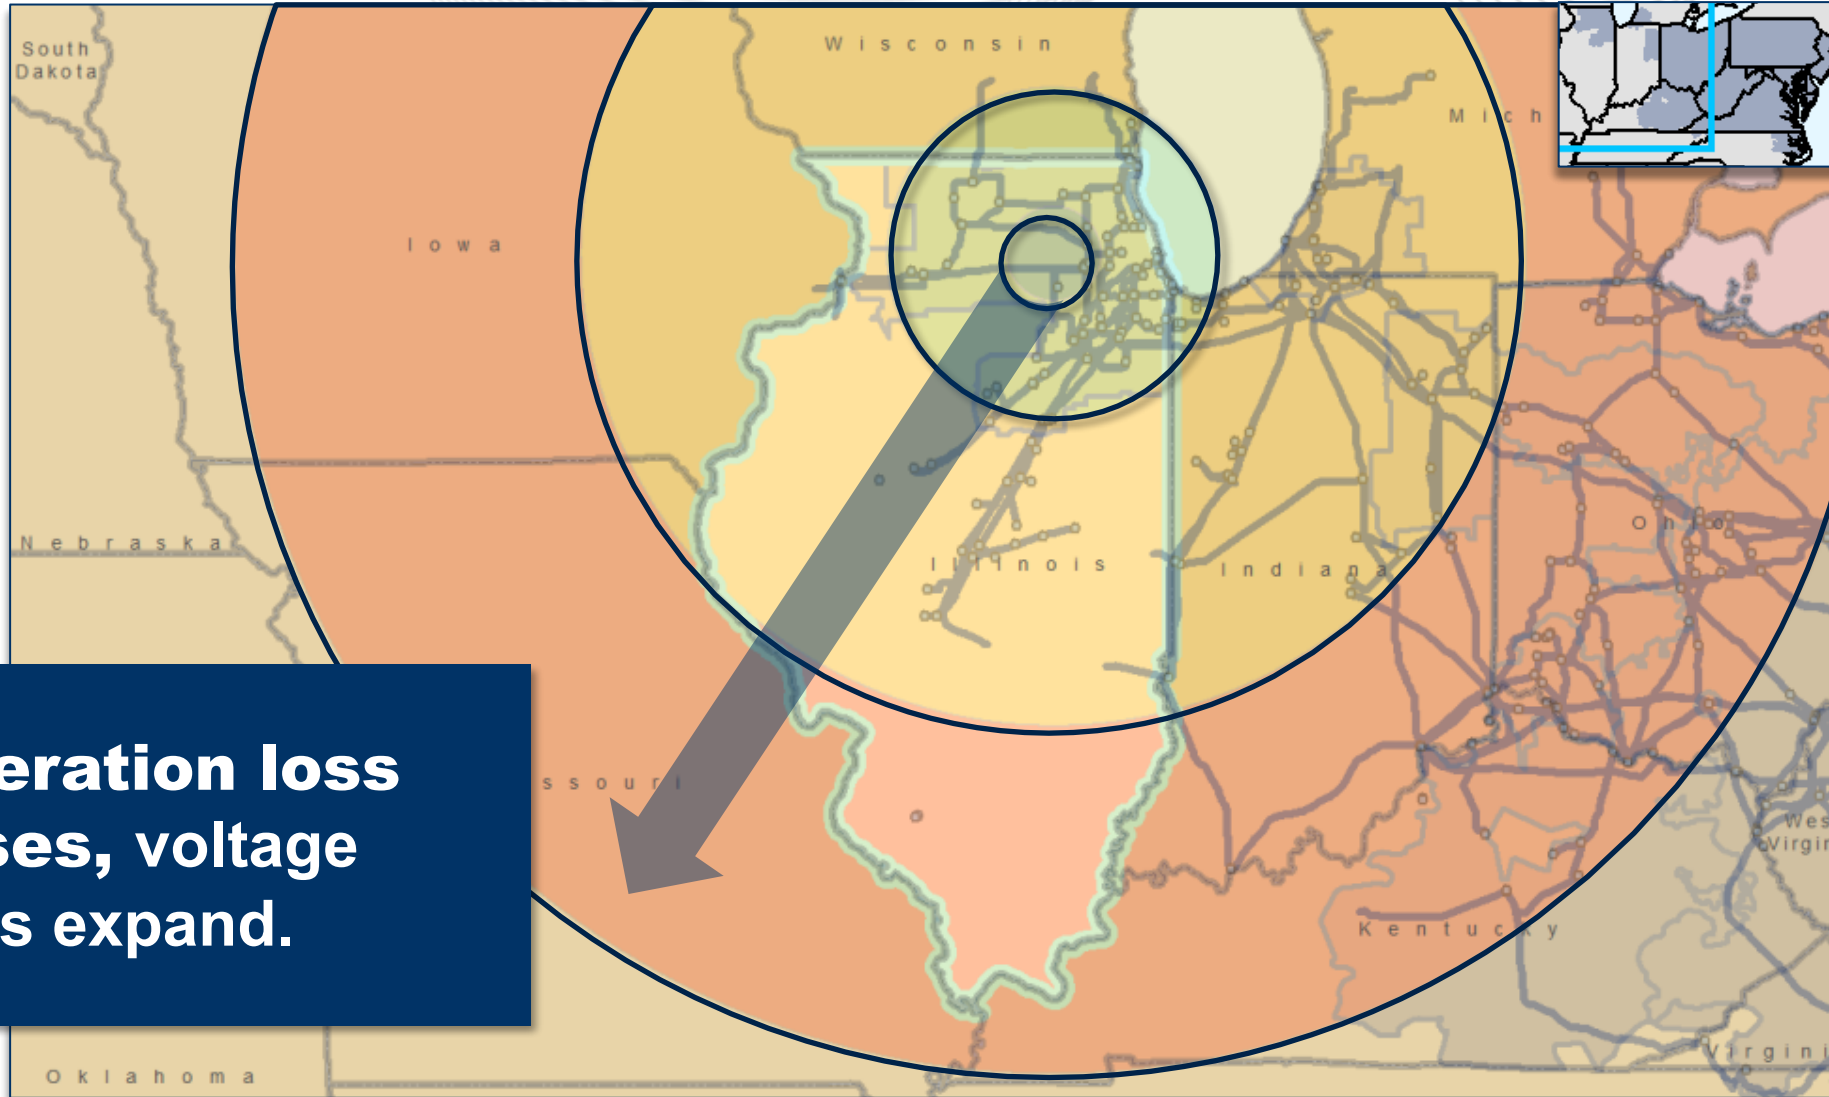 South
Dakota
Wisconsin
Mich
Iowa
Nebraska
Ohio
Illinois
Indiana
eration loss
ses, voltage
s expand.
ssouri
West
Virgin
Kentucky
Virgini
Oklahoma